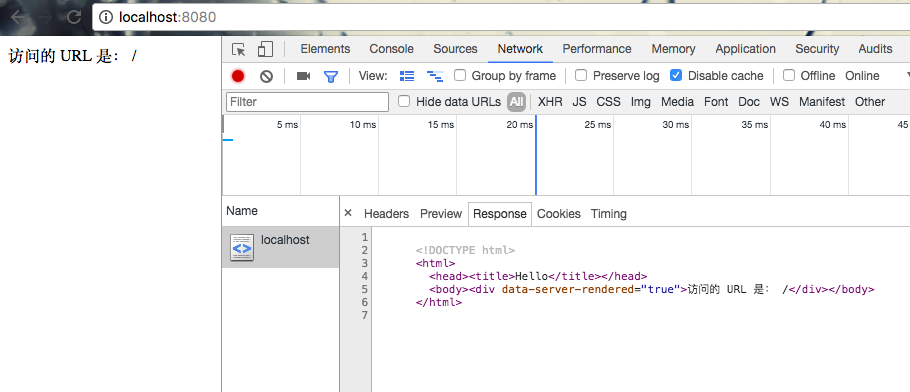 localhost:8080
访问的 URL 是： /
Elements Console Sources Network Performance Memory Application Security Audits
View: Group by frame Preserve log Disable cache Offline Online
Filter Hide data URLs All XHR JS CSS Img Media Font Doc WS Manifest Other
5 ms 10 ms 15 ms 20 ms 25 ms 30 ms 35 ms 40 ms 45
Name
× Headers Preview Response Cookies Timing
localhost
1
2 <!DOCTYPE html>
3 <html>
4 <head><title>Hello</title></head>
5 <body><div data-server-rendered="true">访问的 URL 是： /</div></body>
6 </html>
7